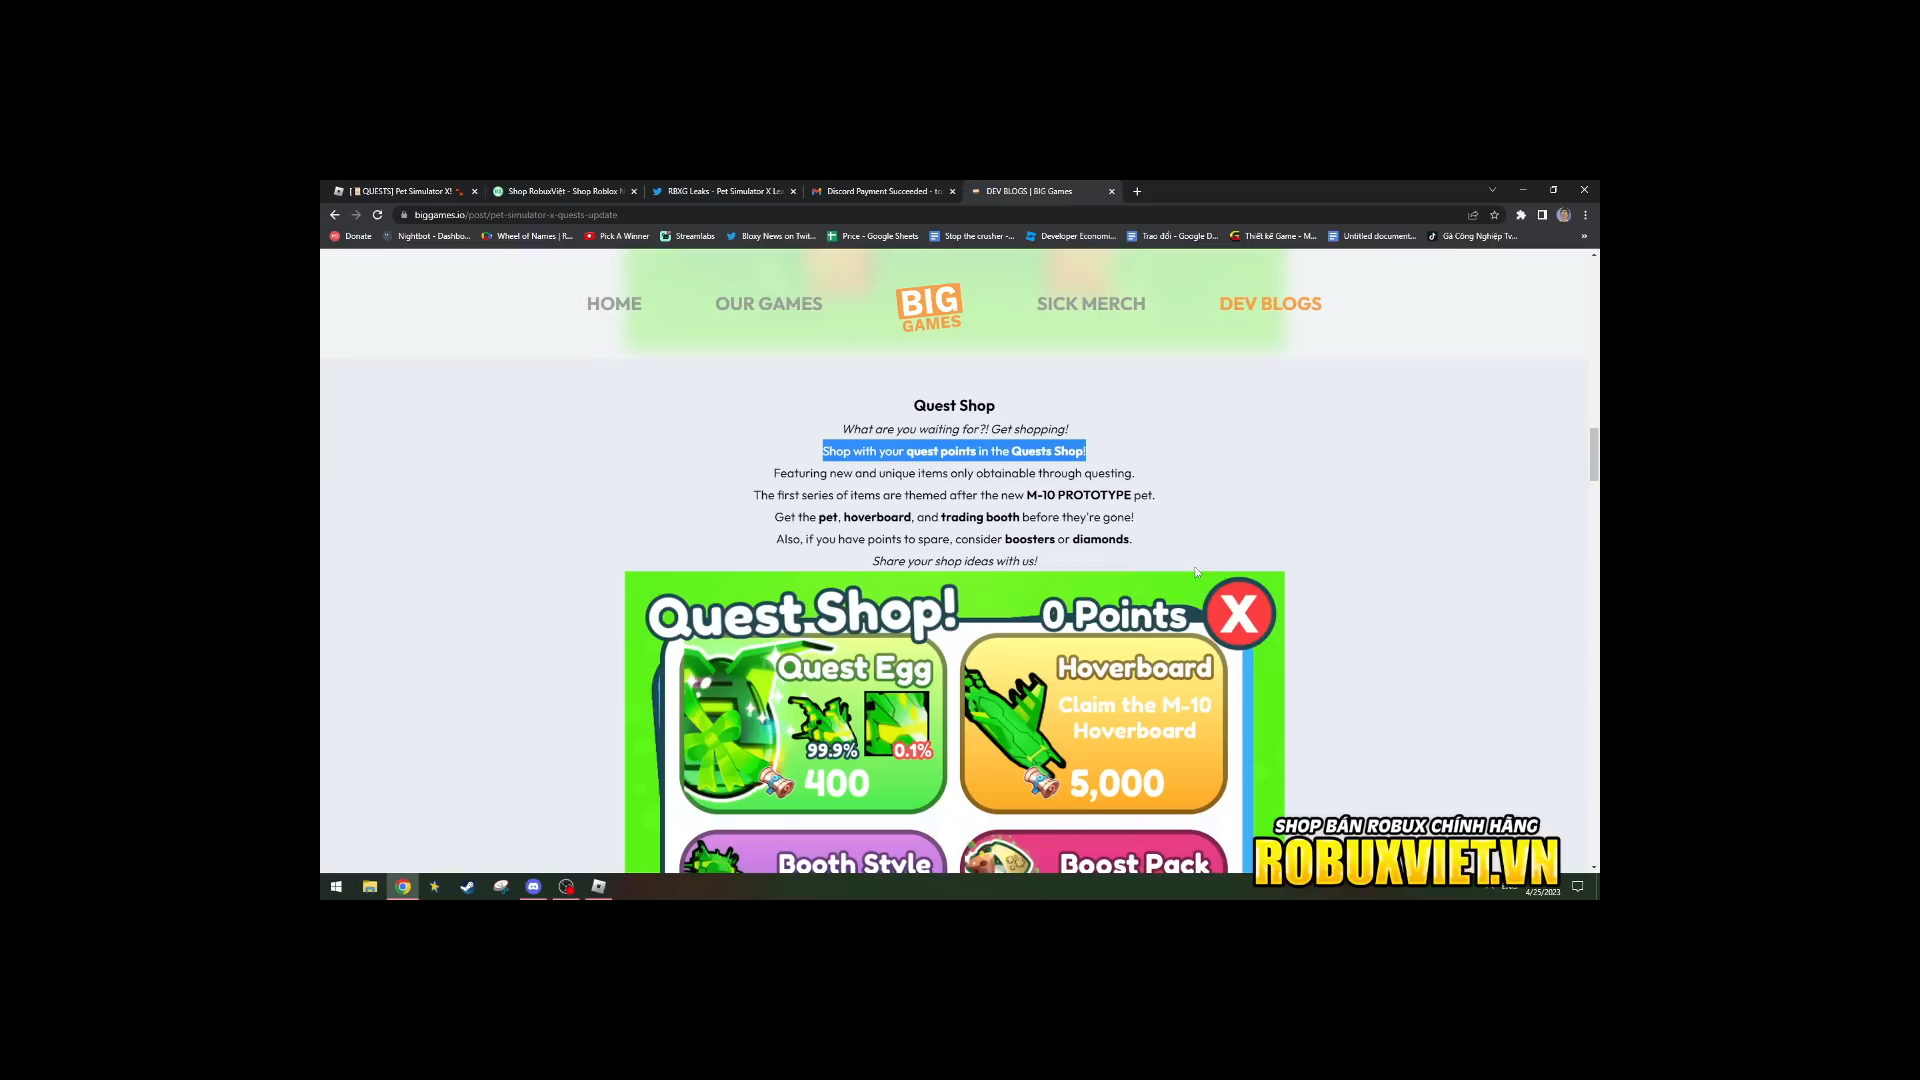 [📜QUESTS] Pet Simulator X!
Shop RobuxViêt - Shop Roblox N
RBXG Leaks - Pet Simulator X Le
Discord Payment Succeeded - to
DEV BLOGS | BIG Games
biggames.io/post/pet-simulator-x-quests-update
Donate
Nightbot - Dashbo...
Wheel of Names | R...
Pick A Winner
Streamlabs
Bloxy News on Twit...
Price - Google Sheets
Stop the crusher -...
Developer Economi...
Trao đổi - Google D...
Thiết kế Game - M...
Untitled document...
Gà Công Nghiệp Tv...
HOME
OUR GAMES
BIG
GAMES
SICK MERCH
DEV BLOGS
Quest Shop
What are you waiting for?! Get shopping!
Shop with your quest points in the Quests Shop!
Featuring new and unique items only obtainable through questing.
The first series of items are themed after the new M-10 PROTOTYPE pet.
Get the pet, hoverboard, and trading booth before they're gone!
Also, if you have points to spare, consider boosters or diamonds.
Share your shop ideas with us!
Quest Shop!
0 Points
X
Quest Egg
99.9%
0.1%
400
Hoverboard
Claim the M-10
Hoverboard
5,000
Booth Style
Boost Pack
SHOP BÁN ROBUX CHÍNH HÃNG
ROBUXVIET.VN
4/25/2023